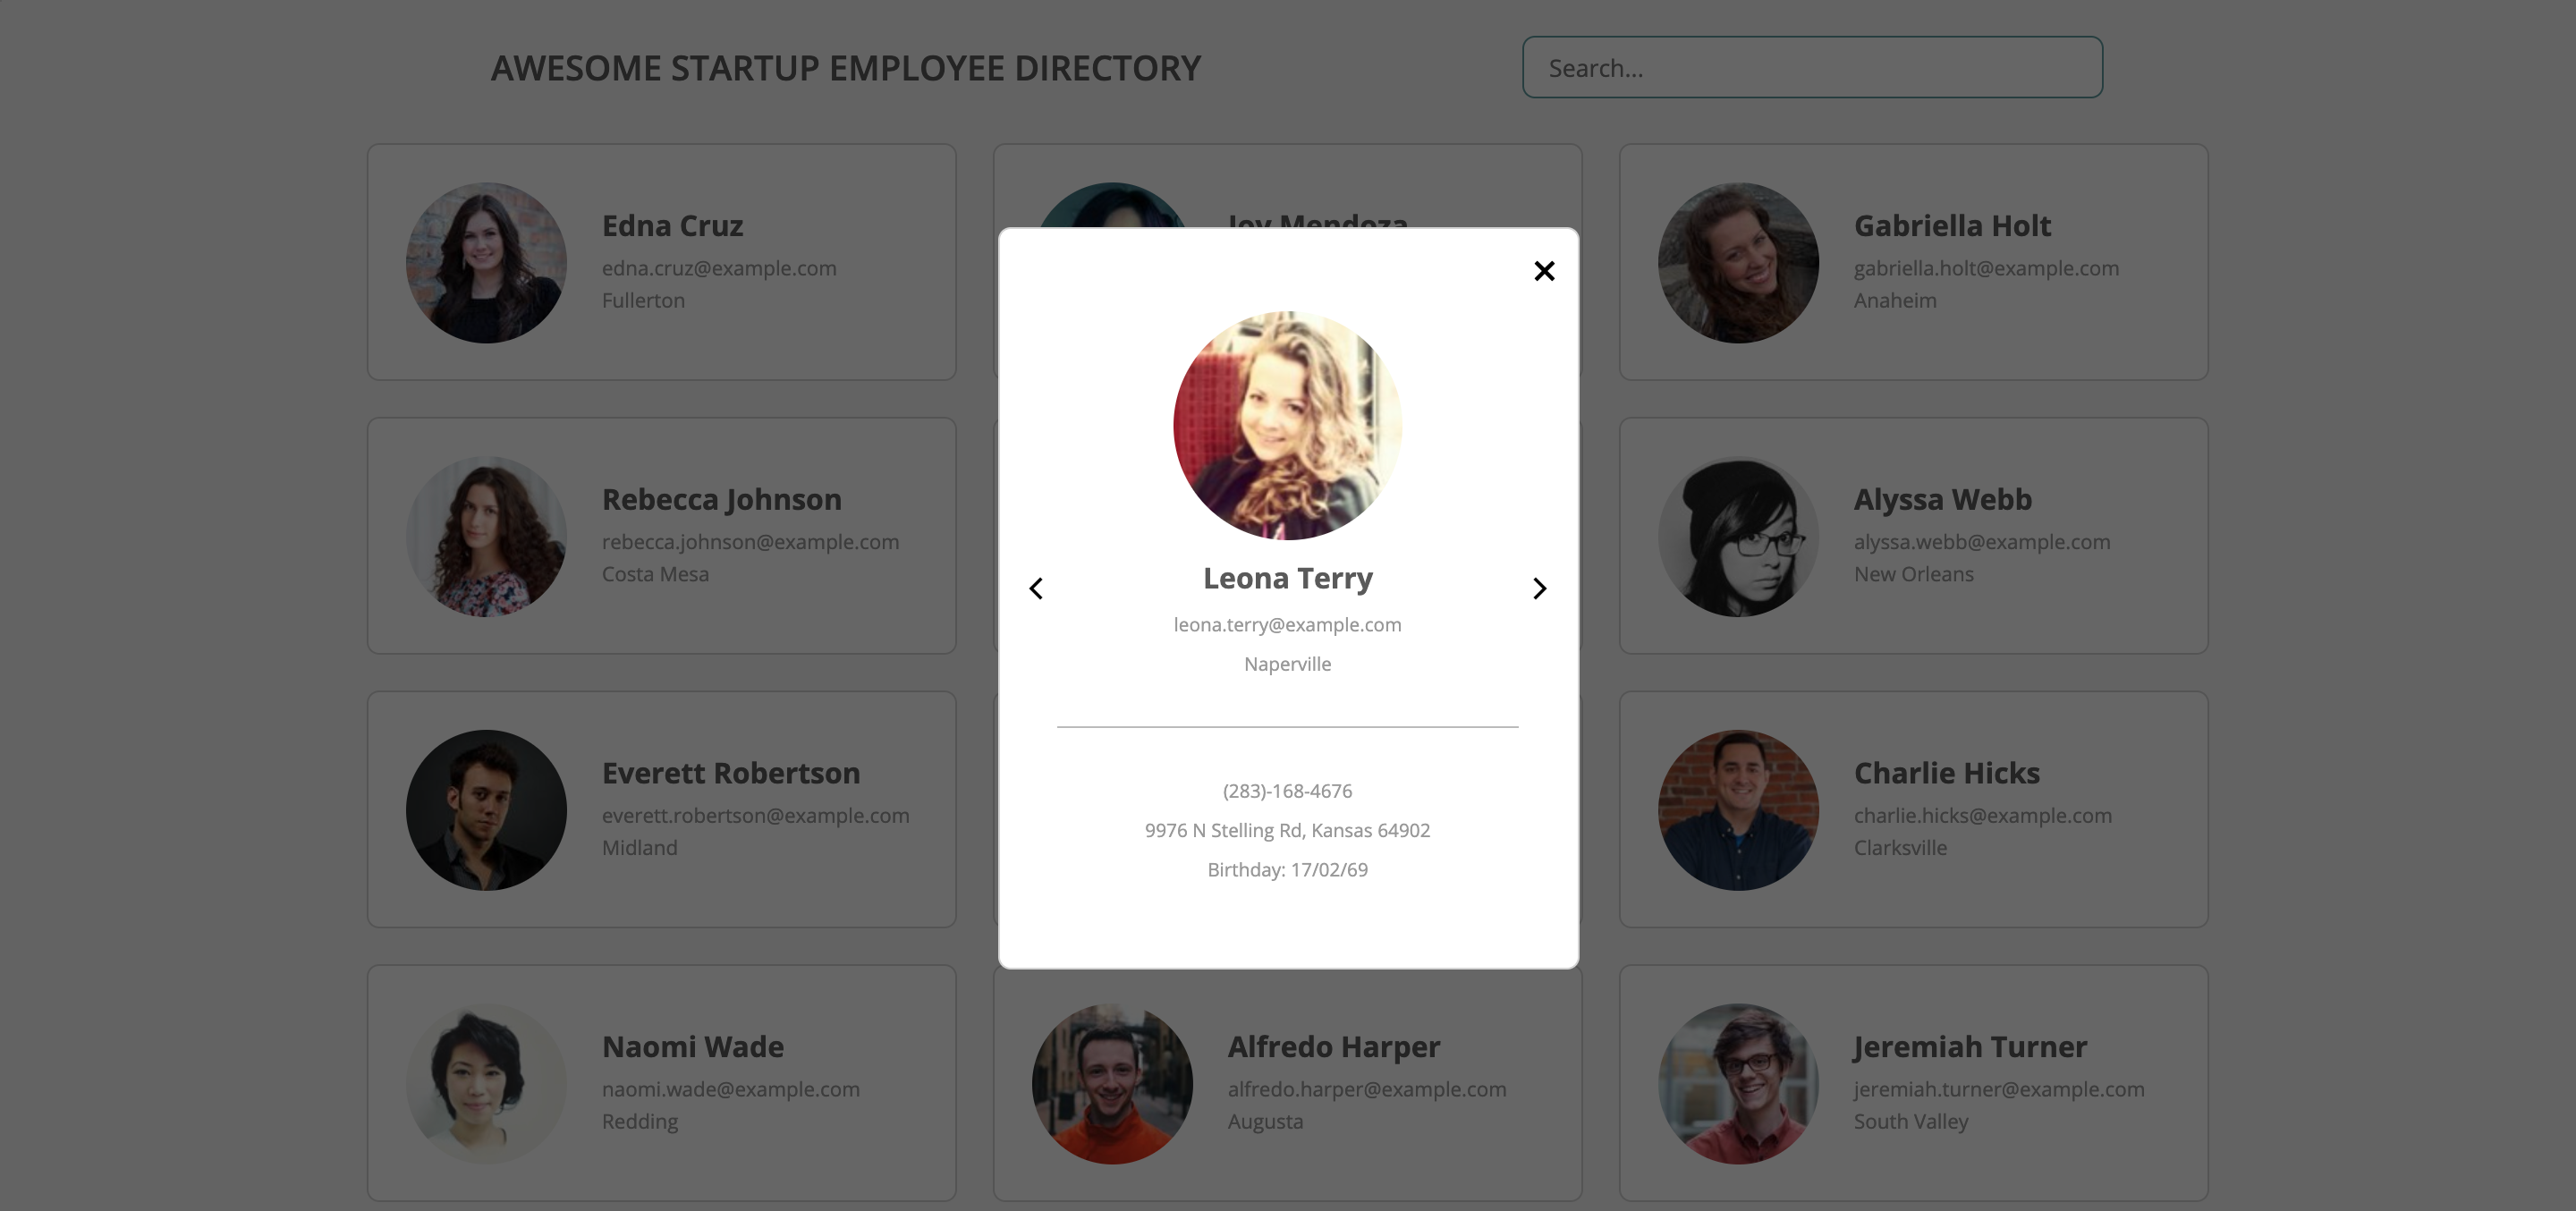 AWESOME STARTUP EMPLOYEE DIRECTORY
Search...
Edna Cruz
edna.cruz@example.com
Fullerton
Joy Mendoza
Gabriella Holt
gabriella.holt@example.com
Anaheim
Rebecca Johnson
rebecca.johnson@example.com
Costa Mesa
Leona Terry
leona.terry@example.com
Naperville
(283)-168-4676
9976 N Stelling Rd, Kansas 64902
Birthday: 17/02/69
Alyssa Webb
alyssa.webb@example.com
New Orleans
Everett Robertson
everett.robertson@example.com
Midland
Charlie Hicks
charlie.hicks@example.com
Clarksville
Naomi Wade
naomi.wade@example.com
Redding
Alfredo Harper
alfredo.harper@example.com
Augusta
Jeremiah Turner
jeremiah.turner@example.com
South Valley